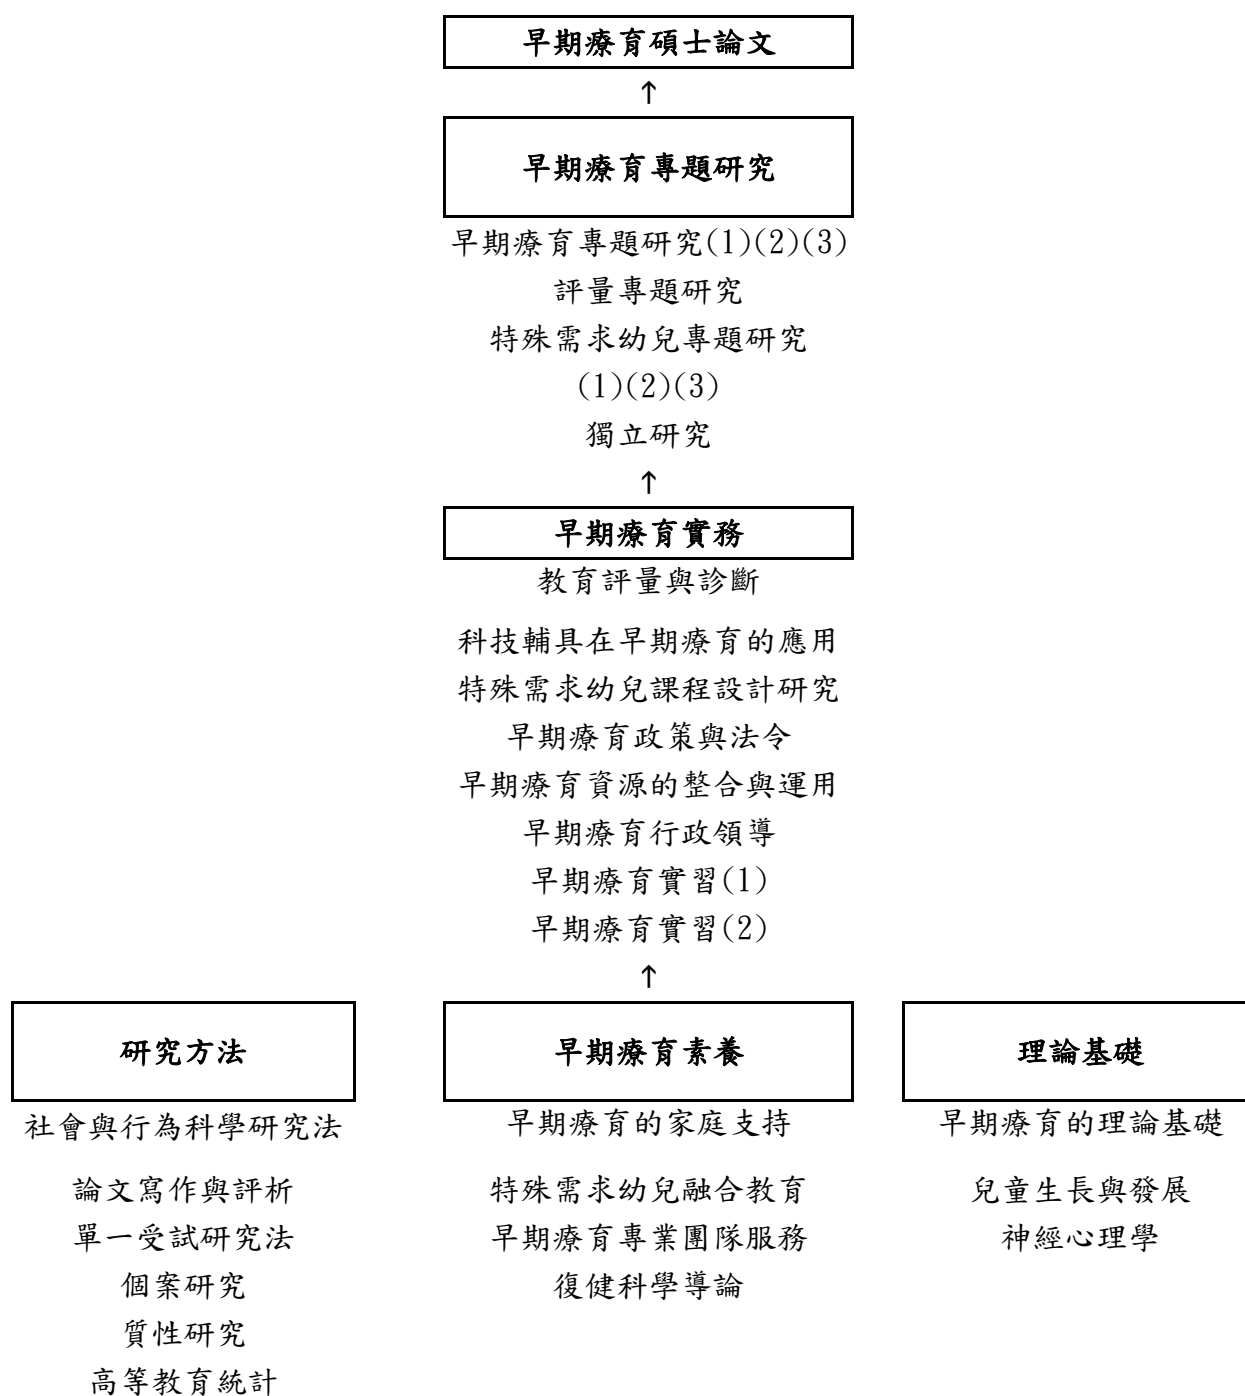 早期療育碩士論文
↑
早期療育專題研究
早期療育專題研究(1)(2)(3)
評量專題研究
特殊需求幼兒專題研究
(1)(2)(3)
獨立研究
↑
早期療育實務
教育評量與診斷
科技輔具在早期療育的應用
特殊需求幼兒課程設計研究
早期療育政策與法令
早期療育資源的整合與運用
早期療育行政領導
早期療育實習(1)
早期療育實習(2)
↑
研究方法
社會與行為科學研究法
論文寫作與評析
單一受試研究法
個案研究
質性研究
高等教育統計
早期療育素養
早期療育的家庭支持
特殊需求幼兒融合教育
早期療育專業團隊服務
復健科學導論
理論基礎
早期療育的理論基礎
兒童生長與發展
神經心理學